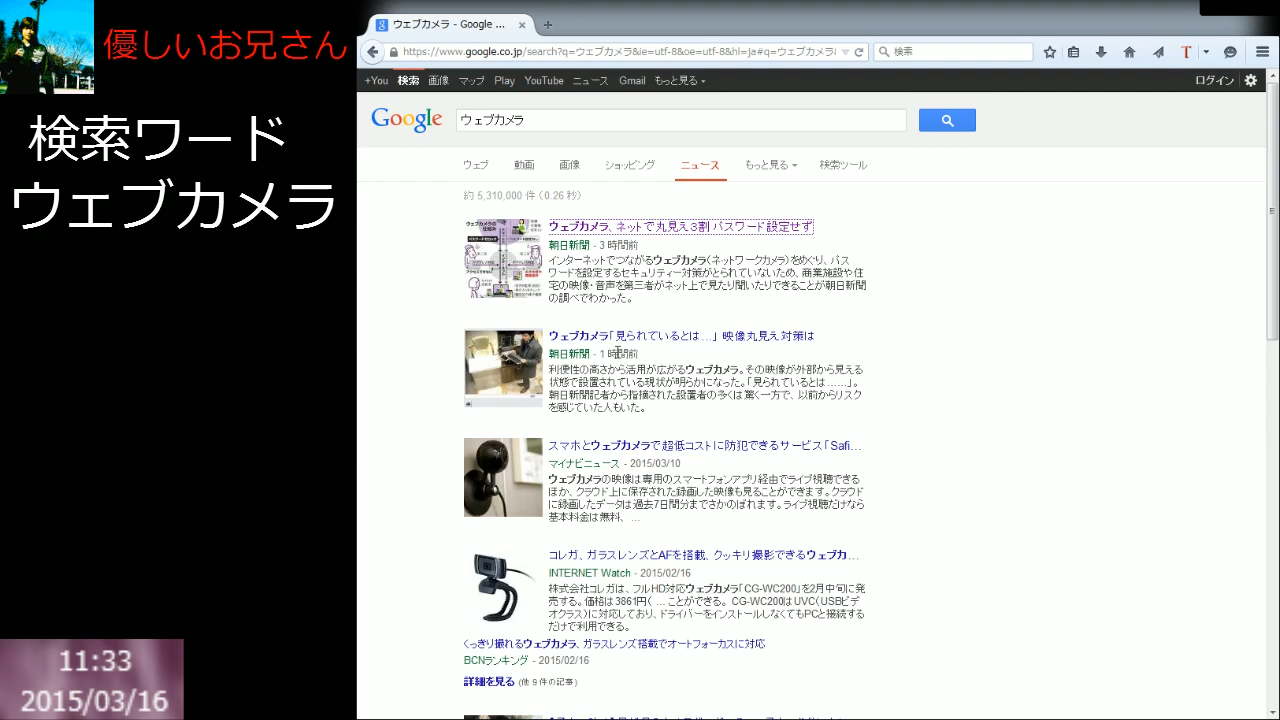 優しいお兄さん
検索ワード
ウェブカメラ
11:33
2015/03/16
ウェブカメラ - Google ...
https://www.google.co.jp/search?q=ウェブカメラ&ie=utf-8&oe=utf-8&hl=ja#q=ウェブカメラ
検索
+You 検索 画像 マップ Play YouTube ニュース Gmail もっと見る
ログイン
Google ウェブカメラ
ウェブ 動画 画像 ショッピング ニュース もっと見る 検索ツール
約 5,310,000 件 (0.26 秒)
ウェブカメラ、ネットで丸見え3割 パスワード設定せず
朝日新聞 - 3 時間前
インターネットでつながるウェブカメラ(ネットワークカメラ)をめぐり、パス
ワードを設定するセキュリティー対策がとられていないため、商業施設や住
宅の映像・音声を第三者がネット上で見たり聞いたりできることが朝日新聞
の調べでわかった。
ウェブカメラ「見られているとは…」 映像丸見え対策は
朝日新聞 - 1 時間前
利便性の高さから活用が広がるウェブカメラ。その映像が外部から見える
状態で設置されている現状が明らかになった。「見られているとは……」。
朝日新聞記者から指摘された設置者の多くは驚く一方で、以前からリスク
を感じていた人もいた。
スマホとウェブカメラで超低コストに防犯できるサービス「Safi...
マイナビニュース - 2015/03/10
ウェブカメラの映像は専用のスマートフォンアプリ経由でライブ視聴できる
ほか、クラウド上に保存された録画した映像も見ることができます。クラウド
に録画したデータは過去7日間分までさかのぼれます。ライブ視聴だけなら
基本料金は無料、 ...
コレガ、ガラスレンズとAFを搭載、クッキリ撮影できるウェブカ...
INTERNET Watch - 2015/02/16
株式会社コレガは、フルHD対応ウェブカメラ「CG-WC200」を2月中旬に発
売する。価格は3861円( ... ことができる。 CG-WC200はUVC(USBビデ
オクラス)に対応しており、ドライバーをインストールしなくてもPCと接続する
だけで利用できる。
くっきり撮れるウェブカメラ、ガラスレンズ搭載でオートフォーカスに対応
BCNランキング - 2015/02/16
詳細を見る (他 9 件の記事)